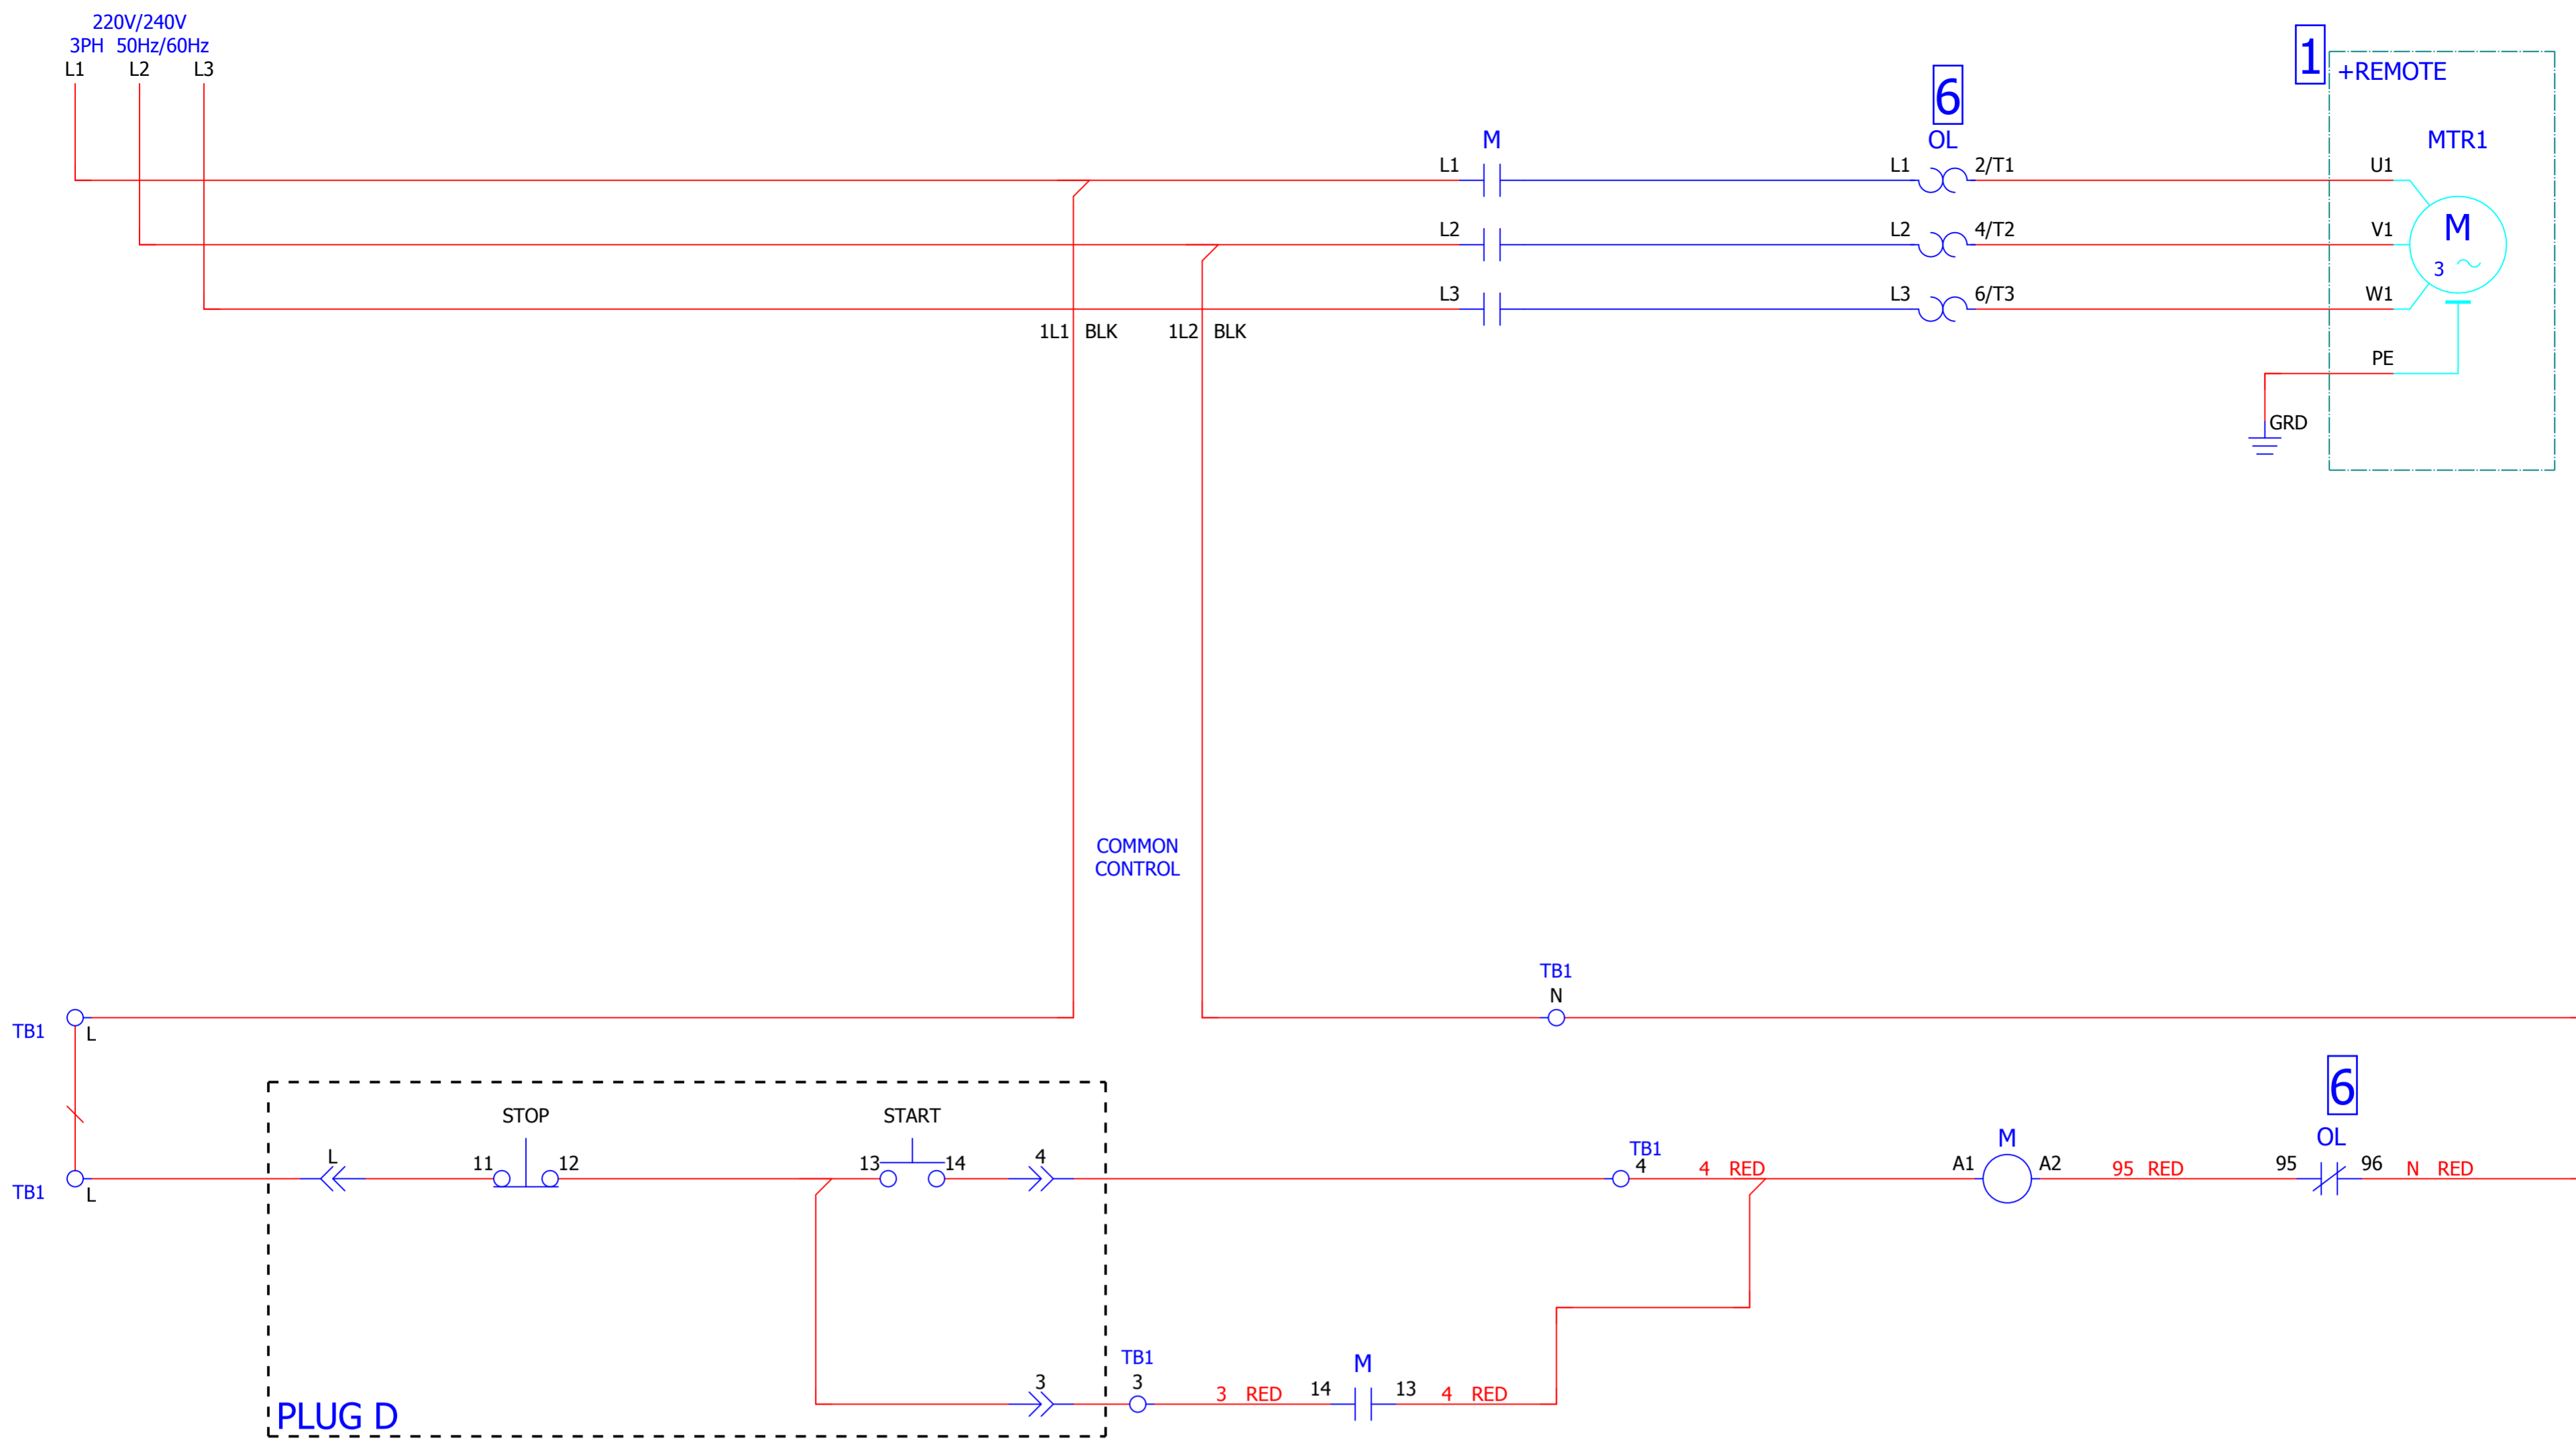 220V/240V
3PH 50Hz/60Hz
L1 L2 L3
1
+REMOTE
6
OL
M
MTR1
L1 L1 2/T1 U1
M
L2 L2 4/T2 V1
3
L3 L3 6/T3 W1
1L1 BLK 1L2 BLK
PE
GRD
COMMON
CONTROL
TB1
N
TB1 L
6
STOP START
TB1 M OL
L 11 12 13 14 4 4 4 RED A1 A2 95 RED 95 96 N RED
TB1 L
TB1 M
3 3 3 RED 14 13 4 RED
PLUG D